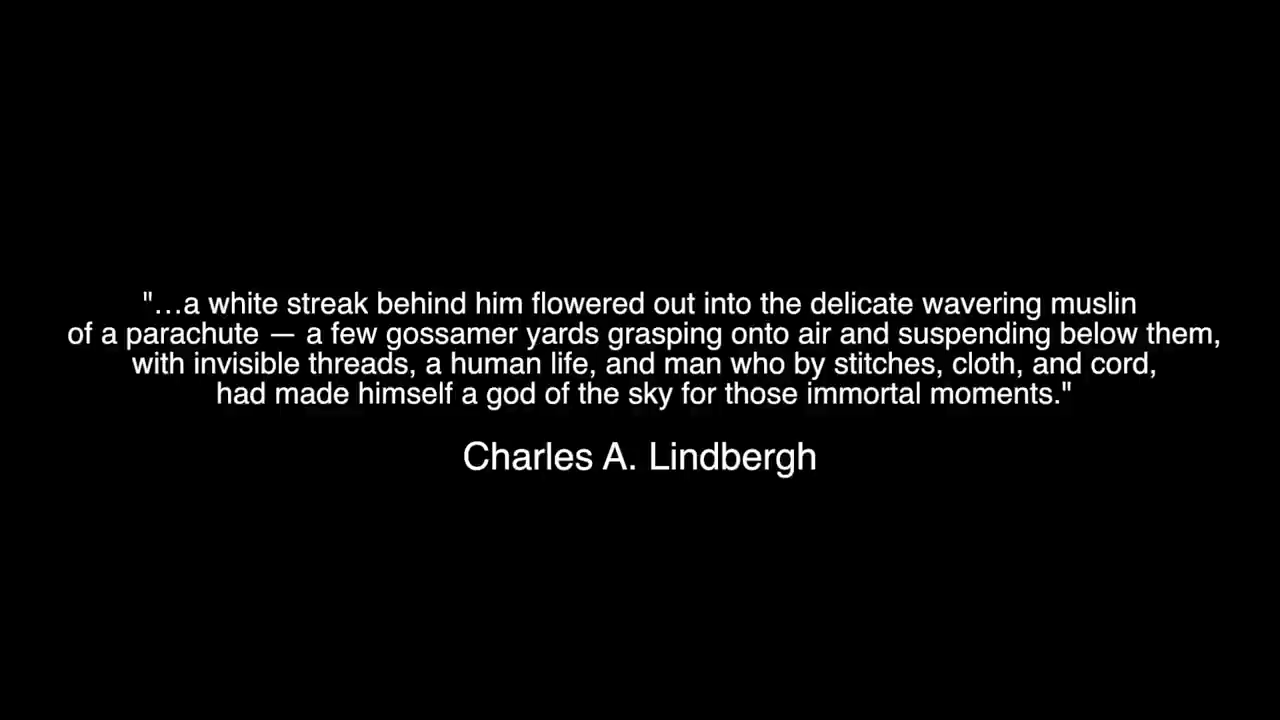 "…a white streak behind him flowered out into the delicate wavering muslin
of a parachute — a few gossamer yards grasping onto air and suspending below them,
with invisible threads, a human life, and man who by stitches, cloth, and cord,
had made himself a god of the sky for those immortal moments."
Charles A. Lindbergh